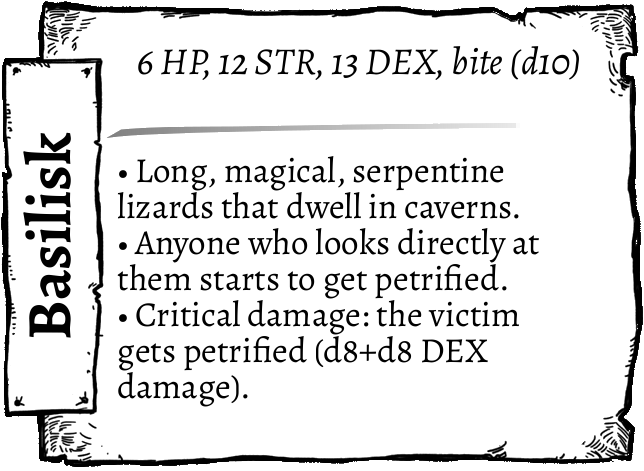 Basilisk
6 HP, 12 STR, 13 DEX, bite (d10)
• Long, magical, serpentine
lizards that dwell in caverns.
• Anyone who looks directly at
them starts to get petrified.
• Critical damage: the victim
gets petrified (d8+d8 DEX
damage).